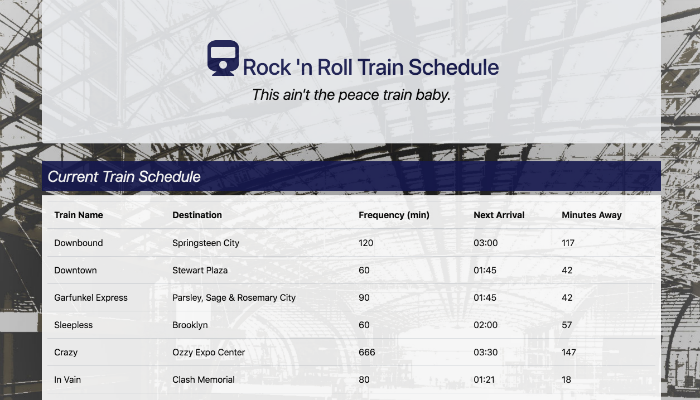 Rock 'n Roll Train Schedule
This ain't the peace train baby.
Current Train Schedule
Train Name Destination Frequency (min) Next Arrival Minutes Away
Downbound Springsteen City 120 03:00 117
Downtown Stewart Plaza 60 01:45 42
Garfunkel Express Parsley, Sage & Rosemary City 90 01:45 42
Sleepless Brooklyn 60 02:00 57
Crazy Ozzy Expo Center 666 03:30 147
In Vain Clash Memorial 80 01:21 18